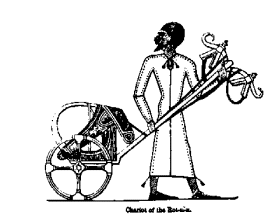 Chariot of the